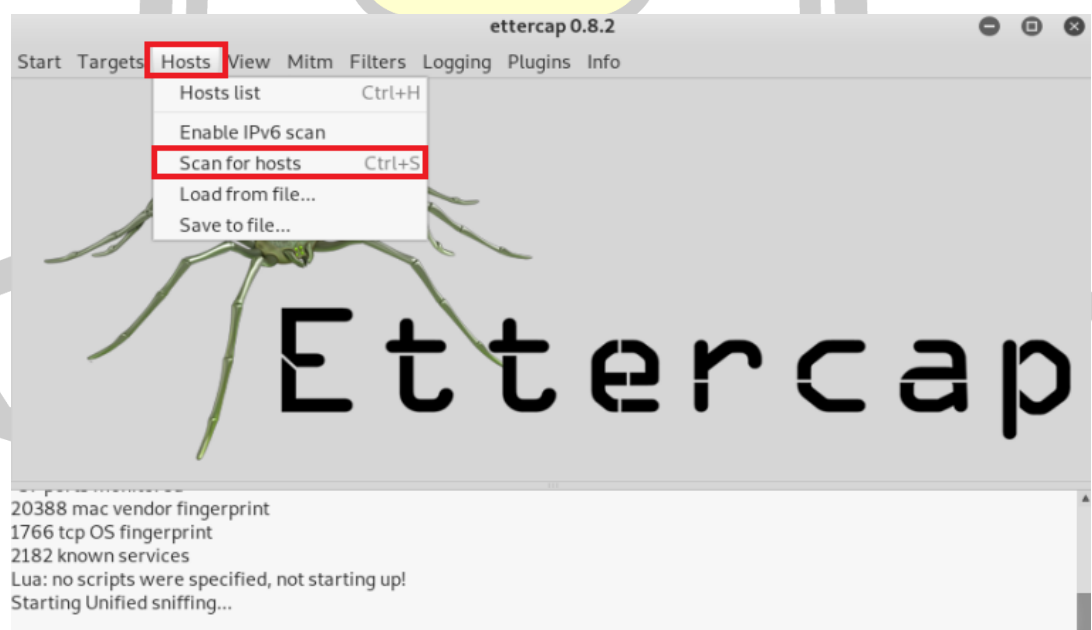 ettercap 0.8.2
Start Targets Hosts View Mitm Filters Logging Plugins Info
Hosts list Ctrl+H
Enable IPv6 scan
Scan for hosts Ctrl+S
Load from file...
Save to file...
Ettercap
20388 mac vendor fingerprint
1766 tcp OS fingerprint
2182 known services
Lua: no scripts were specified, not starting up!
Starting Unified sniffing...